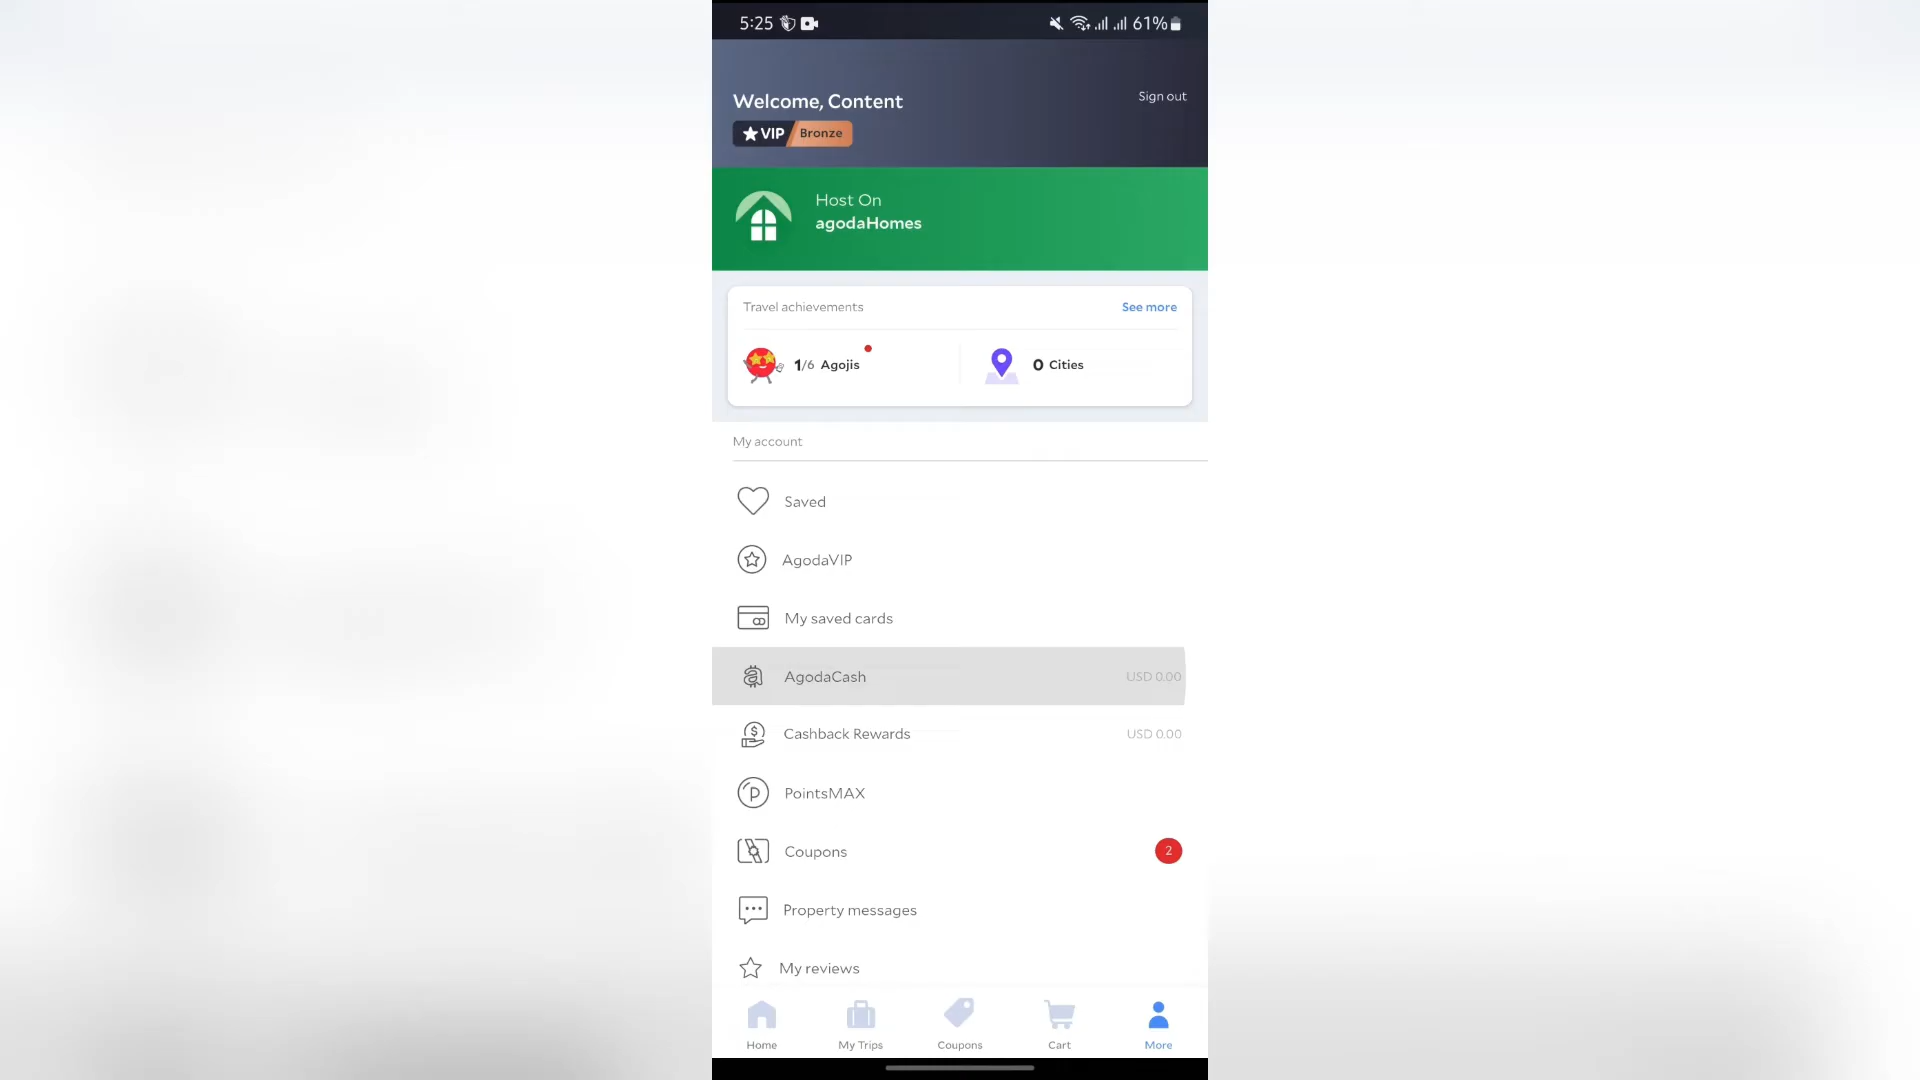 5:25
61%
Welcome, Content
Sign out
VIP Bronze
Host On
agodaHomes
Travel achievements
See more
1/6 Agojis
0 Cities
My account
Saved
AgodaVIP
My saved cards
AgodaCash
USD 0.00
Cashback Rewards
USD 0.00
PointsMAX
Coupons
2
Property messages
My reviews
Home
My Trips
Coupons
Cart
More